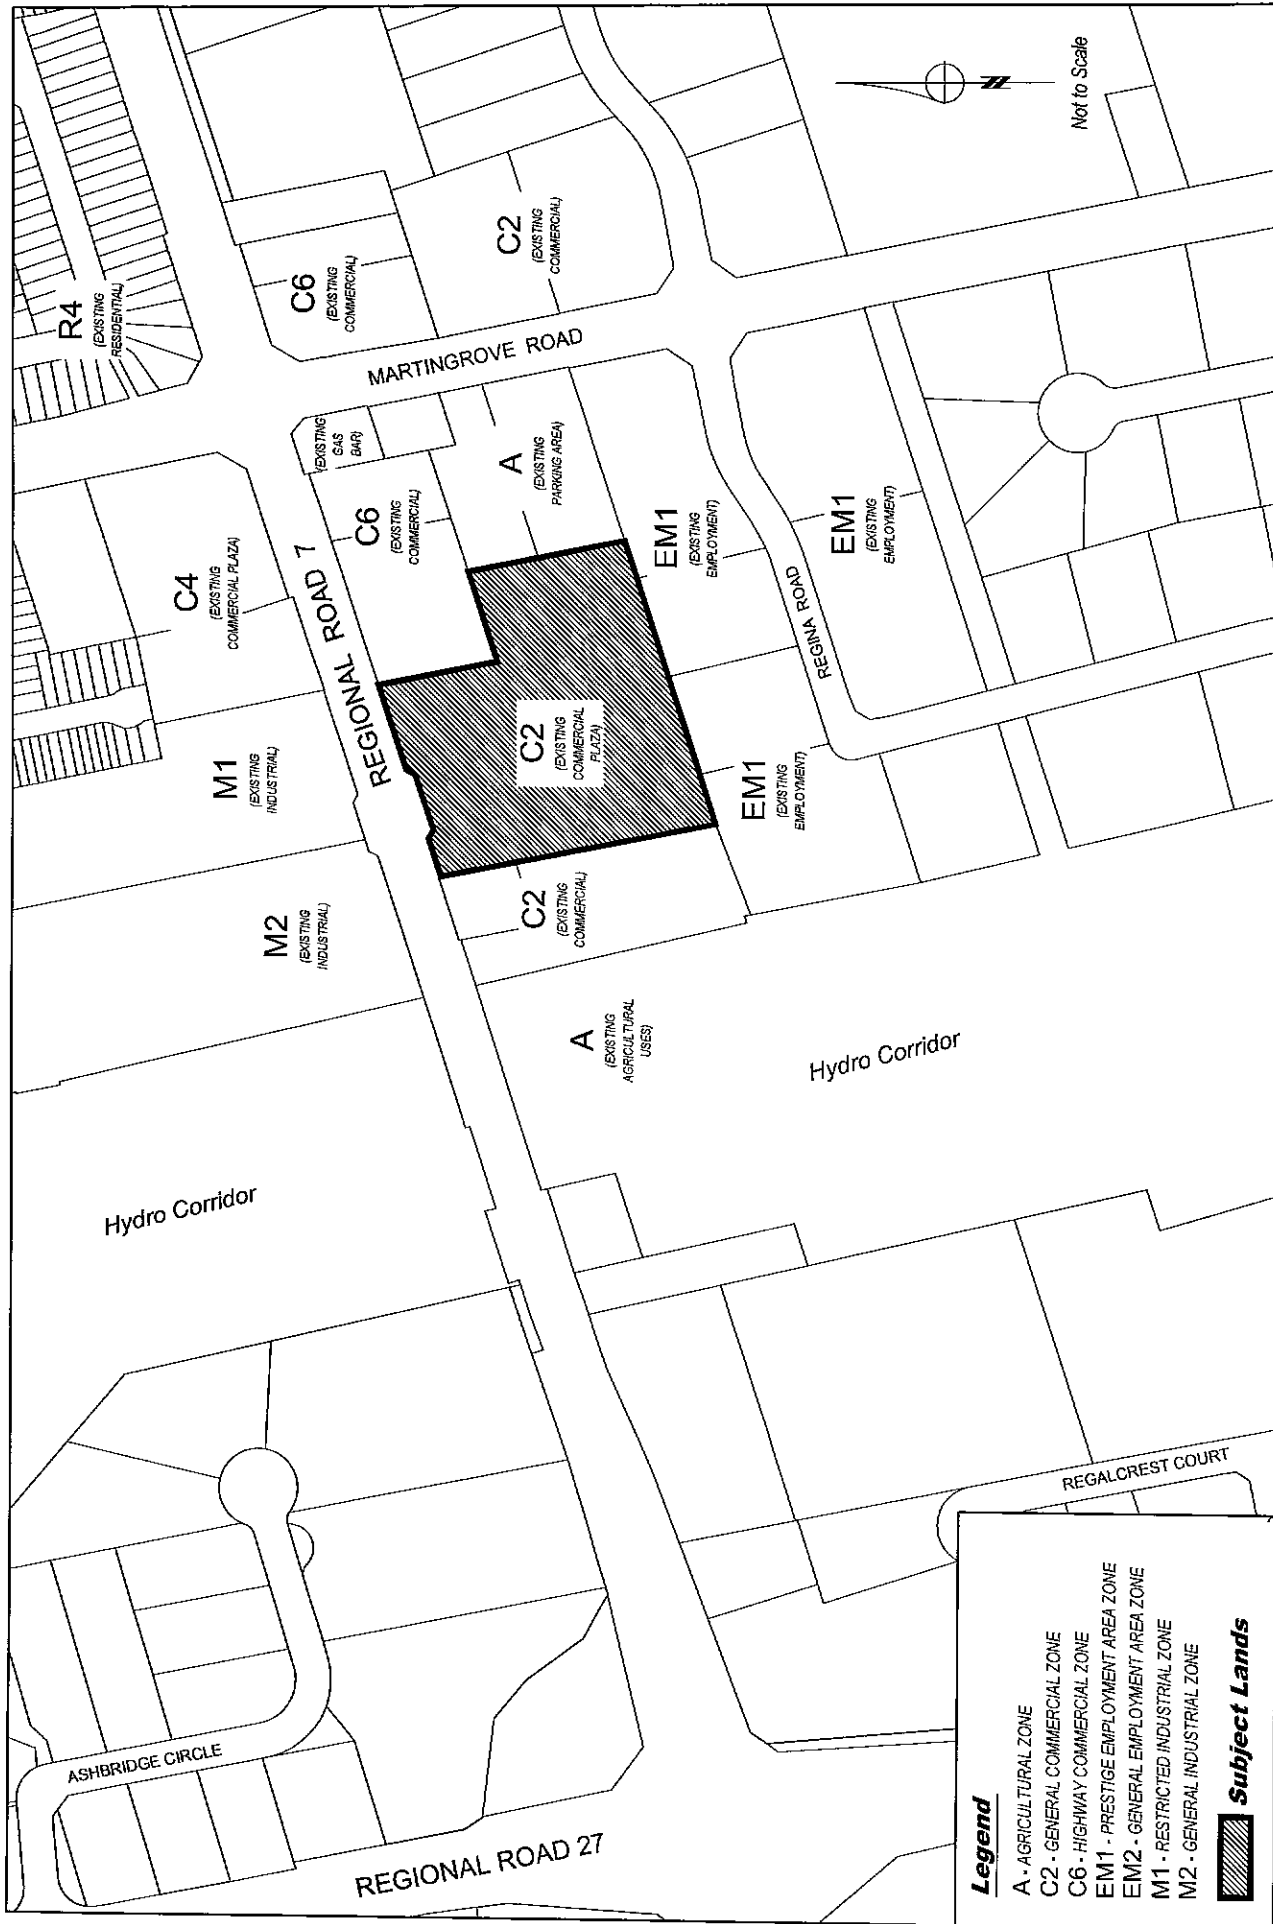 R4
(EXISTING
RESIDENTIAL)
C6
(EXISTING
COMMERCIAL)
C2
(EXISTING
COMMERCIAL)
Not to Scale
MARTINGROVE ROAD
(EXISTING
GAS
BAR)
C4
(EXISTING
COMMERCIAL PLAZA)
REGIONAL ROAD 7
C6
(EXISTING
COMMERCIAL)
A
(EXISTING
PARKING AREA)
EM1
(EXISTING
EMPLOYMENT)
EM1
(EXISTING
EMPLOYMENT)
REGINA ROAD
M1
(EXISTING
INDUSTRIAL)
C2
(EXISTING
COMMERCIAL
PLAZA)
EM1
(EXISTING
EMPLOYMENT)
M2
(EXISTING
INDUSTRIAL)
C2
(EXISTING
COMMERCIAL)
A
(EXISTING
AGRICULTURAL
USES)
Hydro Corridor
Hydro Corridor
REGALCREST COURT
ASHBRIDGE CIRCLE
REGIONAL ROAD 27
Legend
A - AGRICULTURAL ZONE
C2 - GENERAL COMMERCIAL ZONE
C6 - HIGHWAY COMMERCIAL ZONE
EM1 - PRESTIGE EMPLOYMENT AREA ZONE
EM2 - GENERAL EMPLOYMENT AREA ZONE
M1 - RESTRICTED INDUSTRIAL ZONE
M2 - GENERAL INDUSTRIAL ZONE
Subject Lands